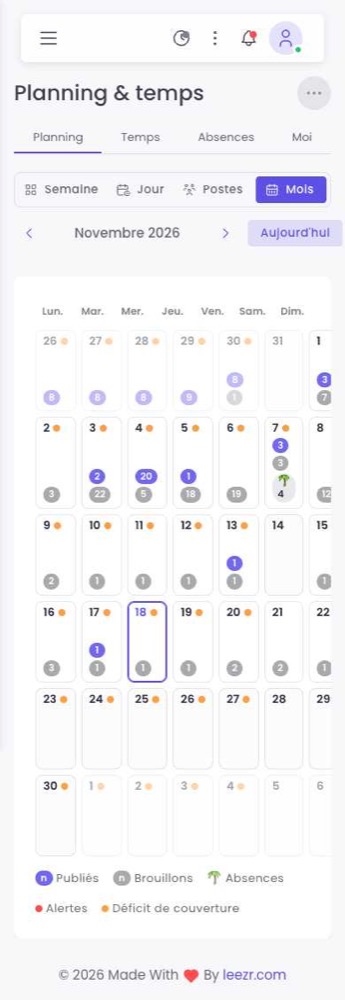 Planning & temps
Planning Temps Absences Moi
Semaine Jour Postes Mois
Novembre 2026 Aujourd'hui
Lun. Mar. Mer. Jeu. Ven. Sam. Dim.
26 27 28 29 30 31 1
8 3
8 8 8 9 1 7
2 3 4 5 6 7 8
3
2 20 1 3
3 22 5 18 19 4 12
9 10 11 12 13 14 15
1
2 1 1 1 1 1
16 17 18 19 20 21 22
1
3 1 1 1 2 2 1
23 24 25 26 27 28 29
30 1 2 3 4 5 6
n Publiés n Brouillons Absences
Alertes Déficit de couverture
© 2026 Made With By leezr.com